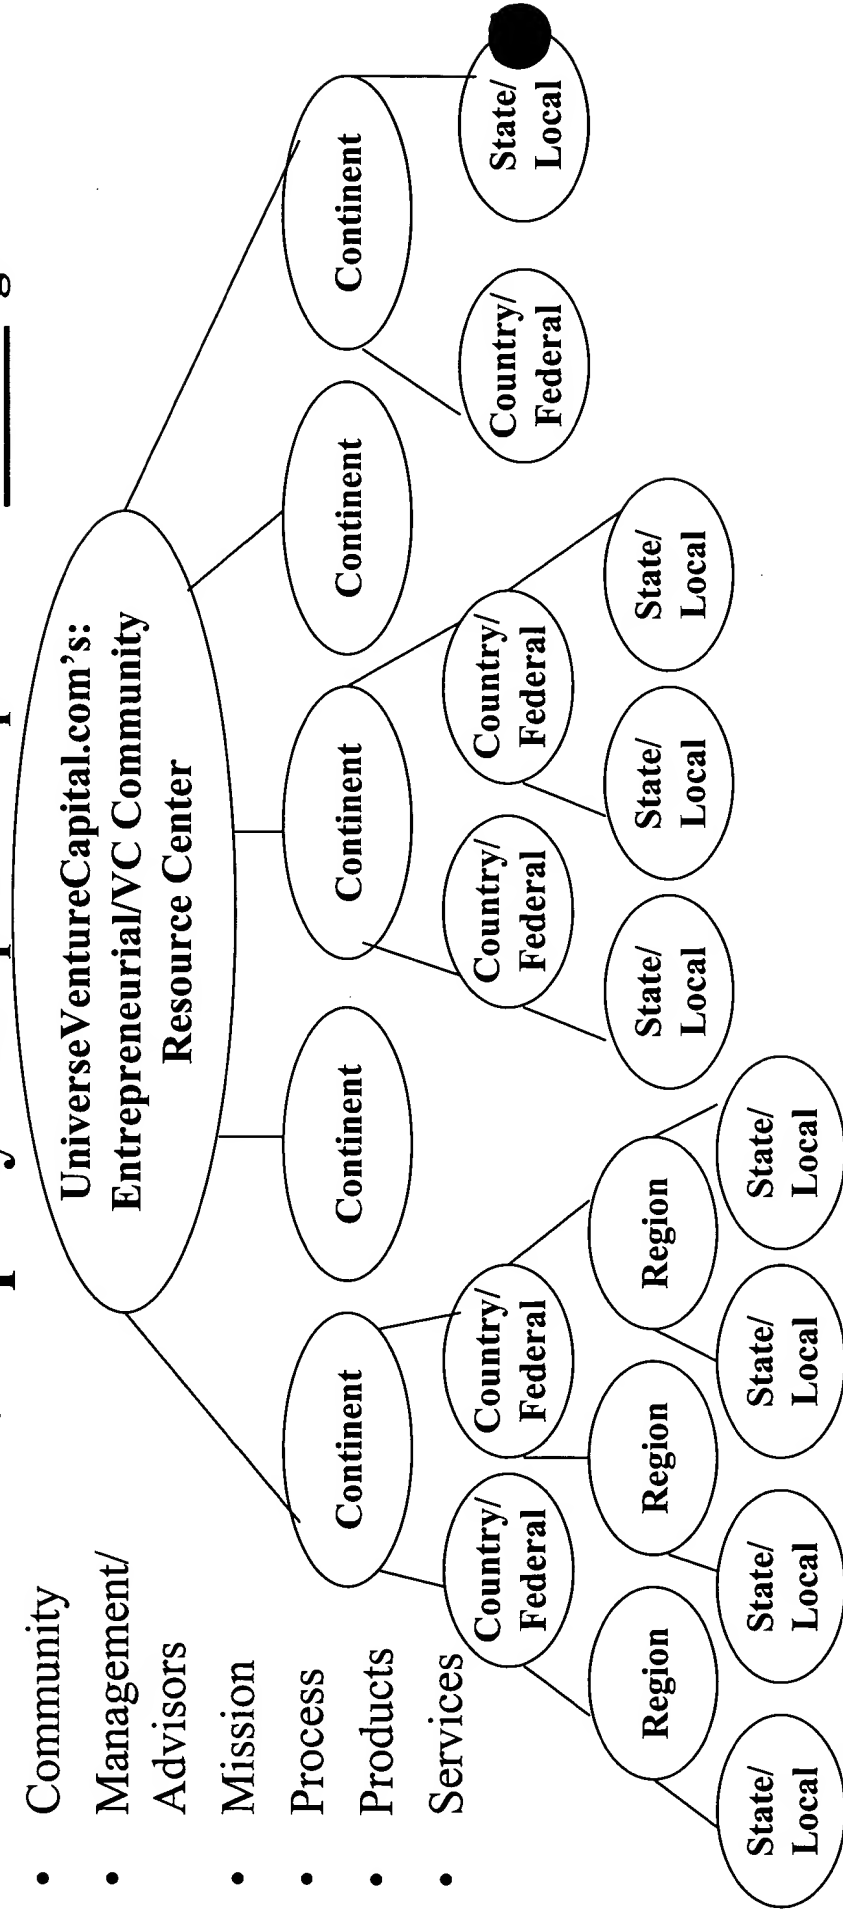 • Community
• Management/
Advisors
• Mission
• Process
• Products
• Services
UniverseVentureCapital.com's:
Entrepreneurial/VC Community
Resource Center
Continent
Continent
Continent
Continent
Continent
Country/
Federal
Country/
Federal
Country/
Federal
Country/
Federal
Country/
Federal
State/
Local
Region
Region
Region
State/
Local
State/
Local
State/
Local
State/
Local
State/
Local
State/
Local
State/
Local